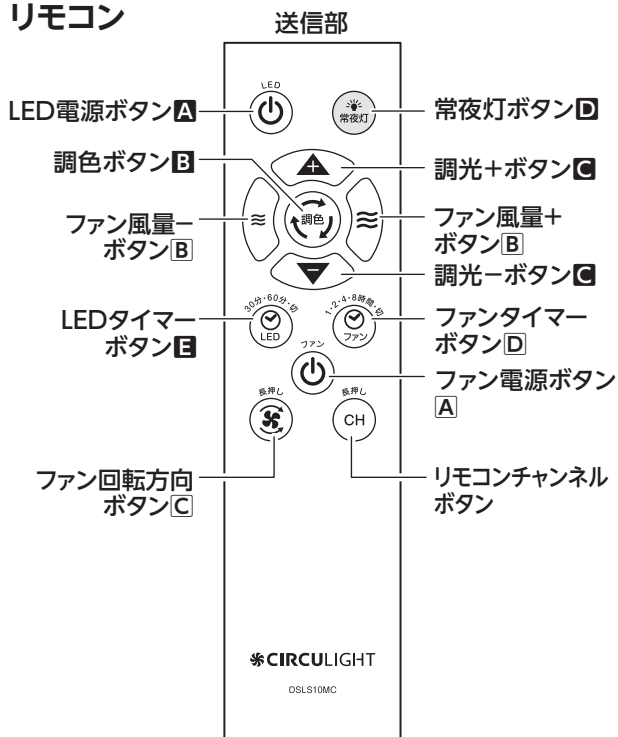 リモコン
送信部
LED
LED電源ボタンA
常夜灯
常夜灯ボタンD
調色ボタンB
+
調光＋ボタンC
調色
ファン風量－
ボタンB
ファン風量＋
ボタンB
－
調光－ボタンC
LEDタイマー
ボタンE
30分・60分・切
LED
1・2・4・8時間・切
ファン
ファンタイマー
ボタンD
ファン
ファン電源ボタン
A
長押し
長押し
CH
ファン回転方向
ボタンC
リモコンチャンネル
ボタン
CIRCULIGHT
DSLS10MC